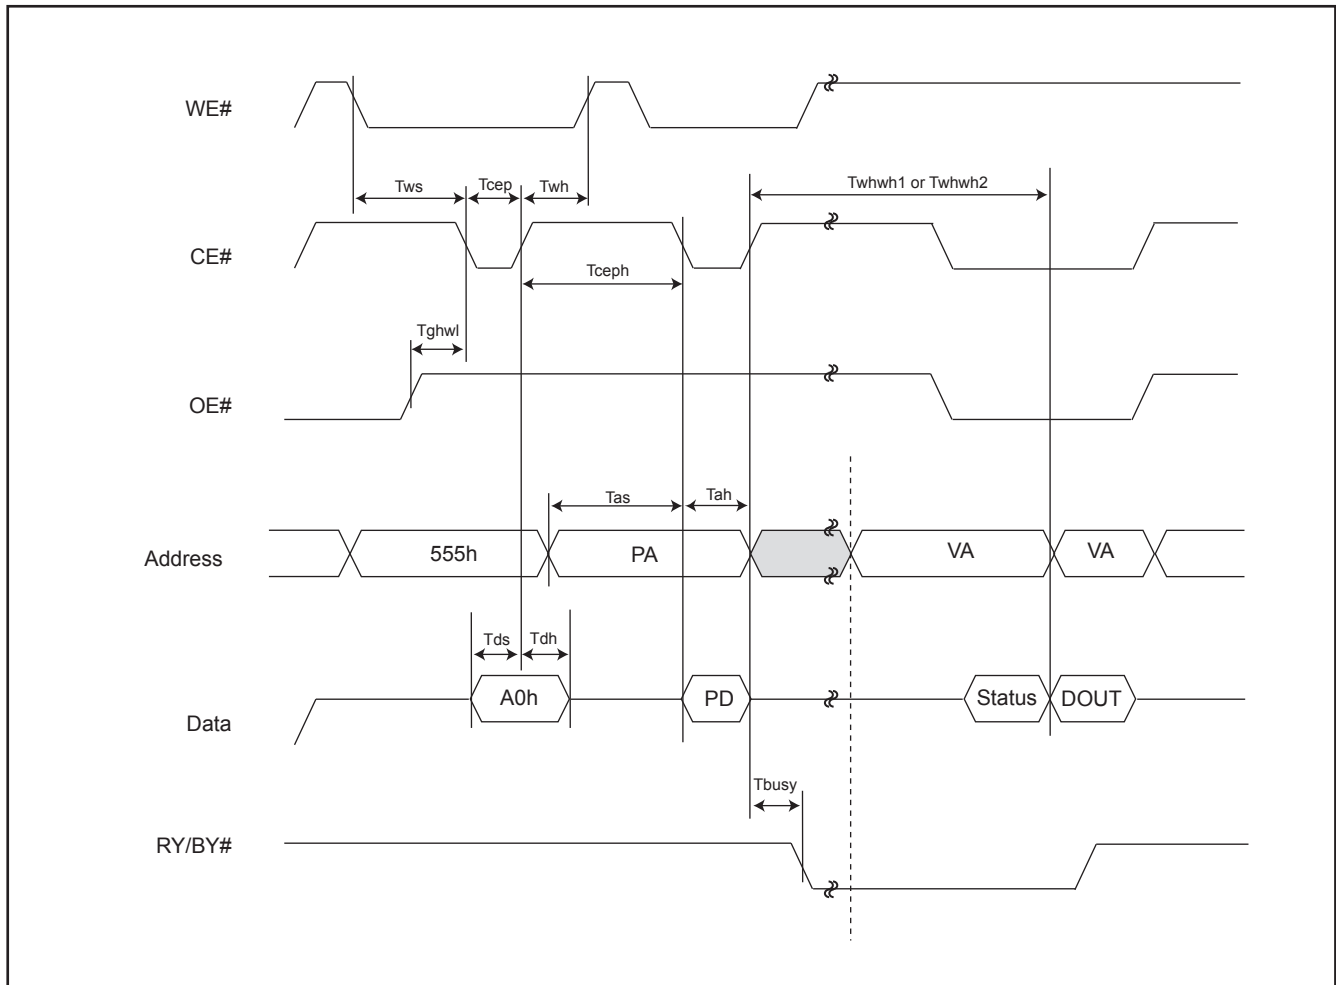 WE#
Tws
Tcep
Twh
Twhwh1 or Twhwh2
CE#
Tceph
Tghwl
OE#
Tas
Tah
Address
555h
PA
VA
VA
Tds
Tdh
Data
A0h
PD
Status
DOUT
Tbusy
RY/BY#